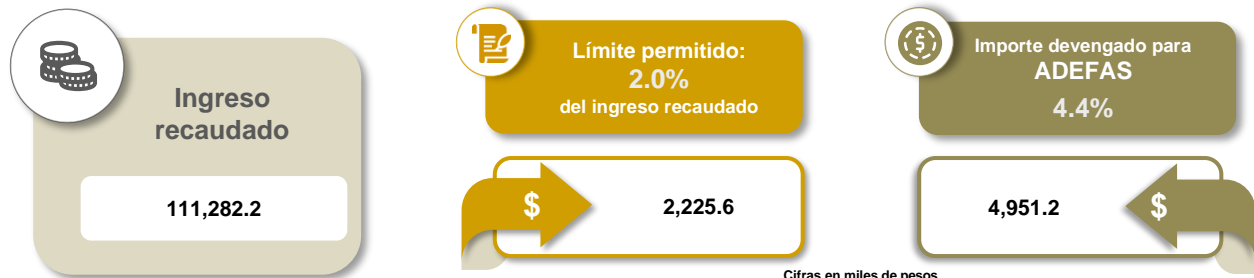 Ingreso
recaudado
111,282.2
Límite permitido:
2.0%
del ingreso recaudado
$
2,225.6
Importe devengado para
ADEFAS
4.4%
4,951.2
$
Cifras en miles de pesos